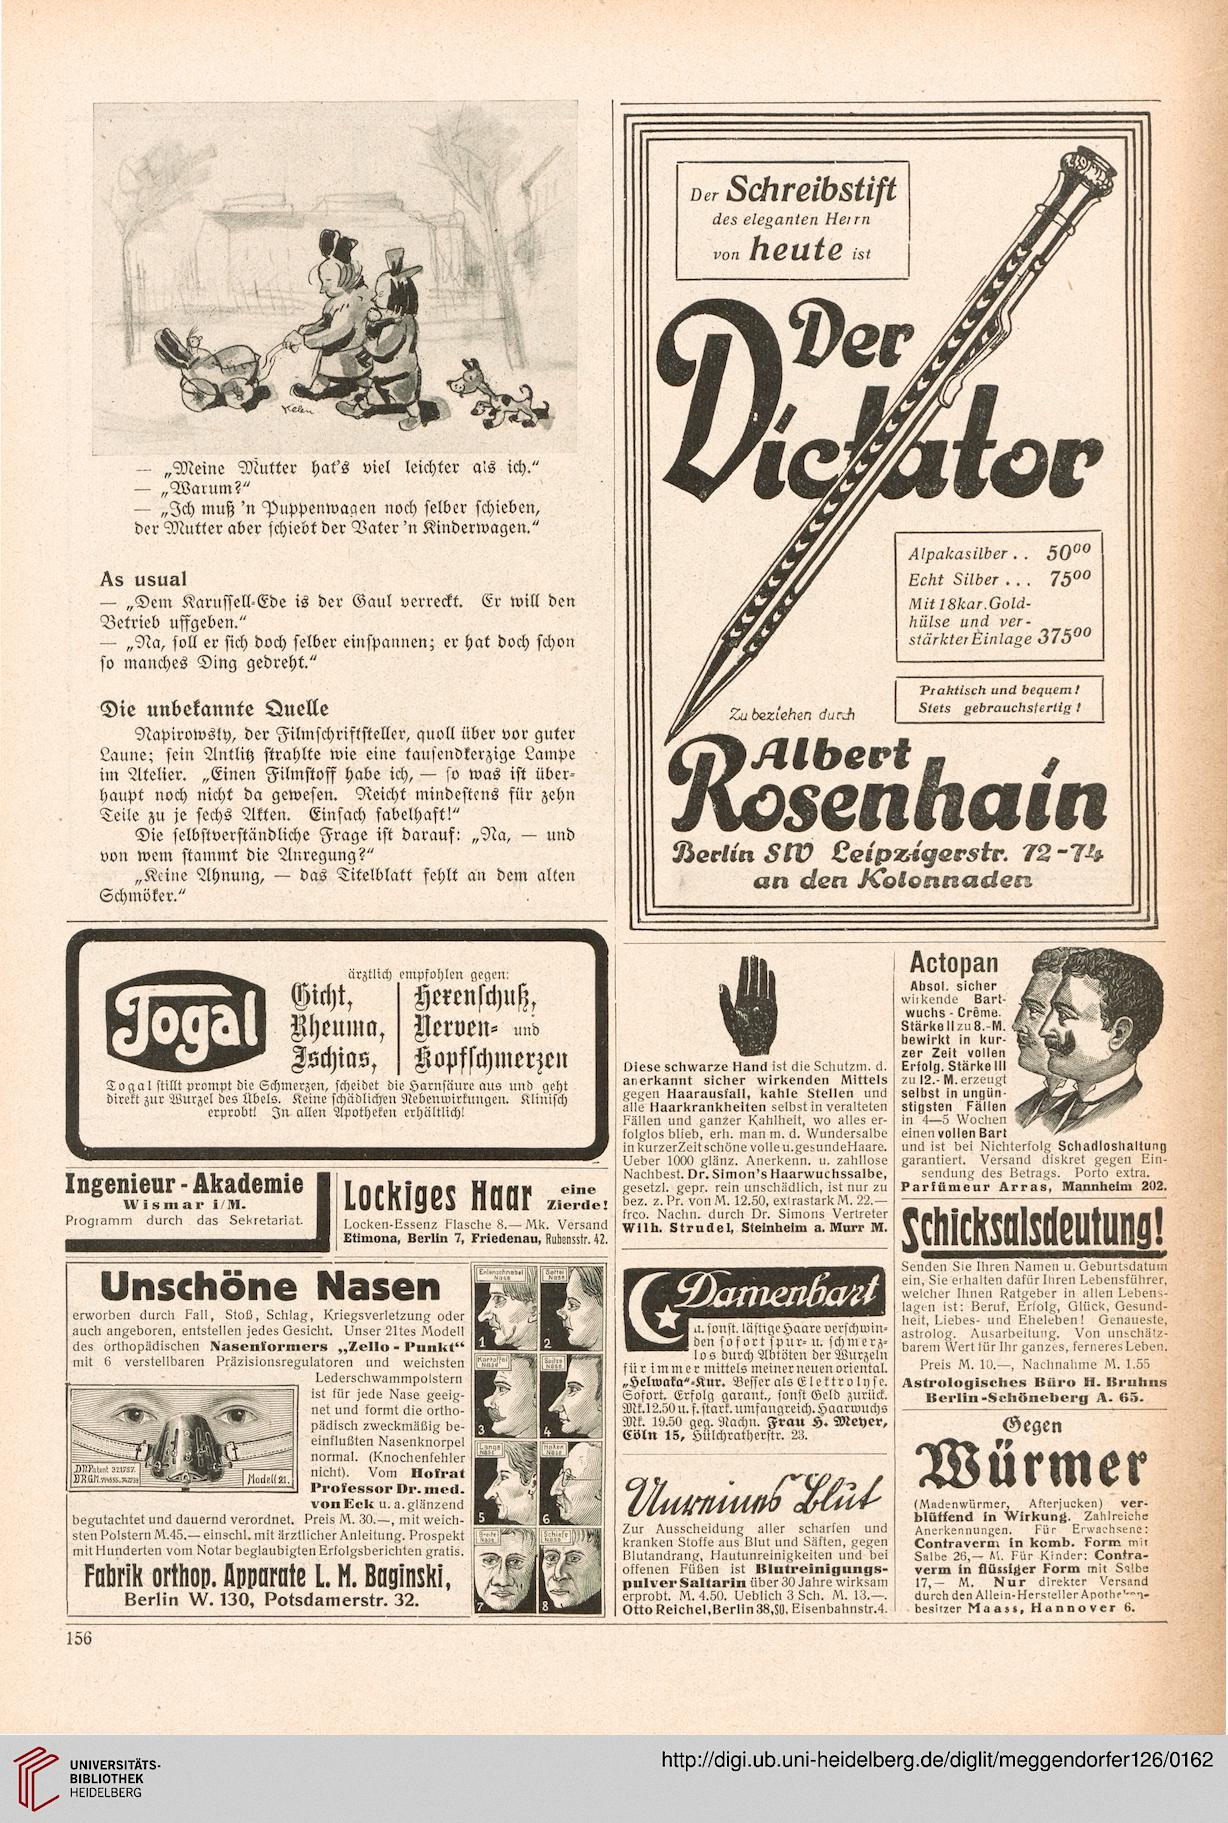 Kelen
— „Meine Mutter hat's viel leichter als ich."
— „Warum?"
— „Ich muß 'n Puppenwagen noch selber schieben,
der Mutter aber schiebt der Vater 'n Kinderwagen."
As usual
— „Dem Karussell-Ede is der Gaul verreckt. Er will den
Betrieb uffgeben."
— „Na, soll er sich doch selber einspannen; er hat doch schon
so manches Ding gedreht."
Die unbekannte Quelle
Napirowsky, der Filmschriftsteller, quoll über vor guter
Laune; sein Antlitz strahlte wie eine tausendkerzige Lampe
im Atelier. „Einen Filmstoff habe ich, — so was ist über-
haupt noch nicht da gewesen. Reicht mindestens für zehn
Teile zu je sechs Akten. Einfach fabelhaft!"
Die selbstverständliche Frage ist darauf: „Na, — und
von wem stammt die Anregung?"
„Keine Ahnung, — das Titelblatt fehlt an dem alten
Schmöker."
Der Schreibstift
des eleganten Herrn
von heute ist
Der
Dictator
Alpakasilber . . 50⁰⁰
Echt Silber . . . 75⁰⁰
Mit 18kar. Gold-
hülse und ver-
stärkter Einlage 375⁰⁰
Praktisch und bequem!
Stets gebrauchsfertig!
Zu beziehen durch
Albert
Rosenhain
Berlin SW Leipzigerstr. 72-74
an den Kolonnaden
Togal
ärztlich empfohlen gegen:
Gicht, Hexenschuß,
Rheuma, Nerven- und
Ischias, Kopfschmerzen
Togal stillt prompt die Schmerzen, scheidet die Harnsäure aus und geht
direkt zur Wurzel des Übels. Keine schädlichen Nebenwirkungen. Klinisch
erprobt! In allen Apotheken erhältlich!
Ingenieur-Akademie
Wismar i/M.
Programm durch das Sekretariat.
Lockiges Haar eine
Zierde!
Locken-Essenz Flasche 8.— Mk. Versand
Etimona, Berlin 7, Friedenau, Rubensstr. 42.
Unschöne Nasen
erworben durch Fall, Stoß, Schlag, Kriegsverletzung oder
auch angeboren, entstellen jedes Gesicht. Unser 21tes Modell
des orthopädischen Nasenformers „Zello-Punkt"
mit 6 verstellbaren Präzisionsregulatoren und weichsten
Lederschwammpolstern
ist für jede Nase geeig-
net und formt die ortho-
pädisch zweckmäßig be-
einflußten Nasenknorpel
normal. (Knochenfehler
nicht). Vom Hofrat
Professor Dr. med.
von Eck u. a. glänzend
begutachtet und dauernd verordnet. Preis M. 30.—, mit weich-
sten Polstern M. 45.— einschl. mit ärztlicher Anleitung. Prospekt
mit Hunderten vom Notar beglaubigten Erfolgsberichten gratis.
Fabrik orthop. Apparate L. M. Baginski,
Berlin W. 130, Potsdamerstr. 32.
DRPatent
DRGM.
Modell 21.
Entenschnabel
Nase
1
Sattel
Nase
2
Kartoffel
Nase
3
Spitze
Nase
4
Lange
Nase
5
Haken
Nase
6
Breite
Nase
7
Schiefe
Nase
8
Diese schwarze Hand ist die Schutzm. d.
anerkannt sicher wirkenden Mittels
gegen Haarausfall, kahle Stellen und
alle Haarkrankheiten selbst in veralteten
Fällen und ganzer Kahlheit, wo alles er-
folglos blieb, erh. man m. d. Wundersalbe
in kurzer Zeit schöne volle u. gesunde Haare.
Ueber 1000 glänz. Anerkenn. u. zahllose
Nachbest. Dr. Simon's Haarwuchssalbe,
gesetzl. gepr. rein unschädlich, ist nur zu
bez. z. Pr. von M. 12.50, extrastark M. 22.—
frco. Nachn. durch Dr. Simons Vertreter
Wilh. Strudel, Steinheim a. Murr M.
Damenbart
u. sonst. lästige Haare verschwin-
den sofort spur- u. schmerz-
los durch Abtöten der Wurzeln
für immer mittels meiner neuen oriental.
„Helwaka"-Kur. Besser als Elektrolyse.
Sofort. Erfolg garant., sonst Geld zurück.
Mk. 12.50 u. f. stark. umfangreich. Haarwuchs
Mk. 19.50 geg. Nachn. Frau H. Meyer,
Cöln 15, Hülchratherstr. 23.
Unreines Blut
Zur Ausscheidung aller scharfen und
kranken Stoffe aus Blut und Säften, gegen
Blutandrang, Hautunreinigkeiten und bei
offenen Füßen ist Blutreinigungs-
pulver Saltarin über 30 Jahre wirksam
erprobt. M. 4.50. Ueblich 3 Sch. M. 13.—.
Otto Reichel, Berlin 38, SO. Eisenbahnstr. 4.
Actopan
Absol. sicher
wirkende Bart-
wuchs-Crême.
Stärke II zu 8.-M.
bewirkt in kur-
zer Zeit vollen
Erfolg. Stärke III
zu 12.-M. erzeugt
selbst in ungün-
stigsten Fällen
in 4—5 Wochen
einen vollen Bart
und ist bei Nichterfolg Schadloshaltung
garantiert. Versand diskret gegen Ein-
sendung des Betrags. Porto extra.
Parfümeur Arras, Mannheim 202.
Schicksalsdeutung!
Senden Sie Ihren Namen u. Geburtsdatum
ein, Sie erhalten dafür Ihren Lebensführer,
welcher Ihnen Ratgeber in allen Lebens-
lagen ist: Beruf, Erfolg, Glück, Gesund-
heit, Liebes- und Eheleben! Genaueste,
astrolog. Ausarbeitung. Von unschätz-
barem Wert für Ihr ganzes, ferneres Leben.
Preis M. 10.—, Nachnahme M. 1.55
Astrologisches Büro H. Bruhns
Berlin-Schöneberg A. 65.
Gegen
Würmer
(Madenwürmer, Afterjucken) ver-
blüffend in Wirkung. Zahlreiche
Anerkennungen. Für Erwachsene:
Contraverm in komb. Form mit
Salbe 26,— M. Für Kinder: Contra-
verm in flüssiger Form mit Salbe
17,— M. Nur direkter Versand
durch den Allein-Hersteller Apotheken-
besitzer Maass, Hannover 6.
156
UNIVERSITÄTS-
BIBLIOTHEK
HEIDELBERG
http://digi.ub.uni-heidelberg.de/diglit/meggendorfer126/0162